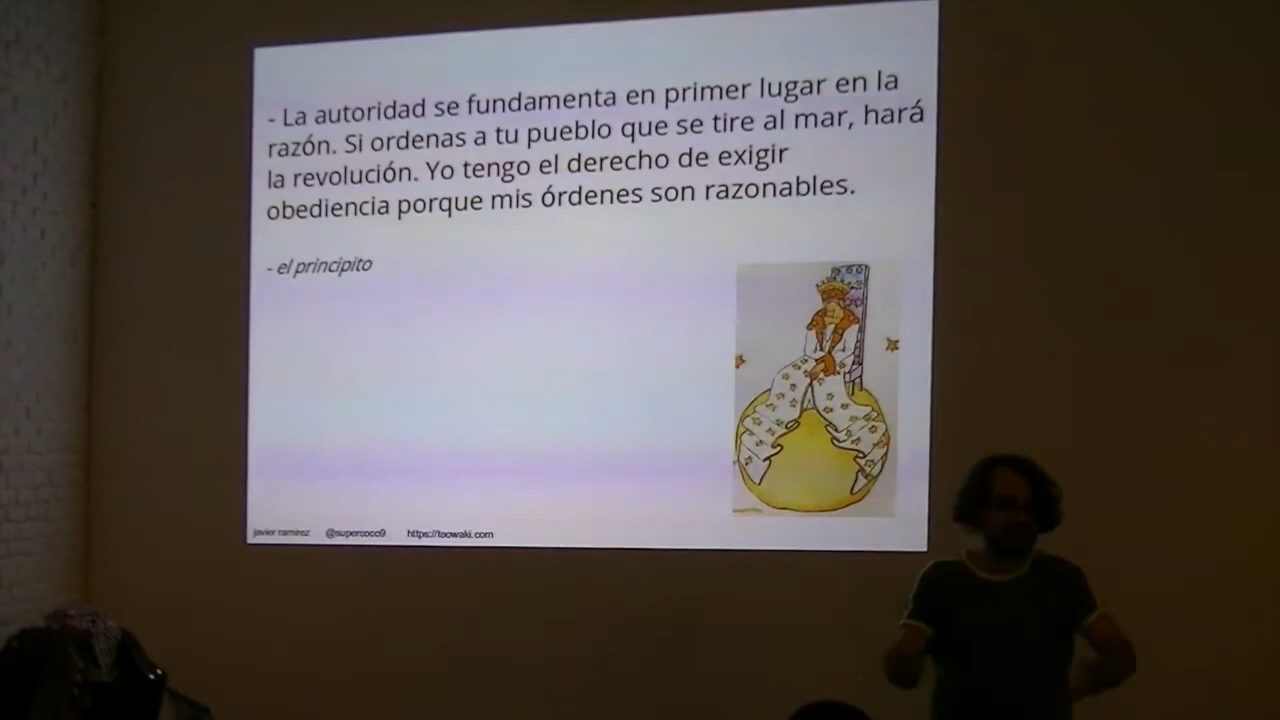 - La autoridad se fundamenta en primer lugar en la
razón. Si ordenas a tu pueblo que se tire al mar, hará
la revolución. Yo tengo el derecho de exigir
obediencia porque mis órdenes son razonables.
- el principito
javier ramirez @supercoco9 https://teowaki.com